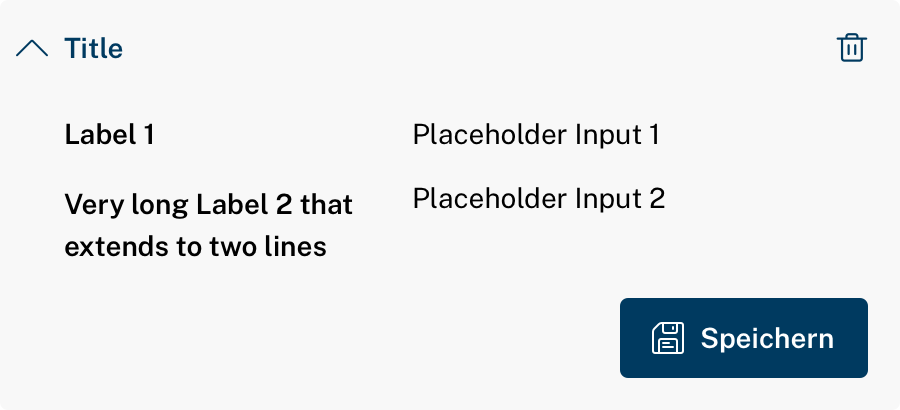 Title
Label 1
Placeholder Input 1
Very long Label 2 that
extends to two lines
Placeholder Input 2
Speichern